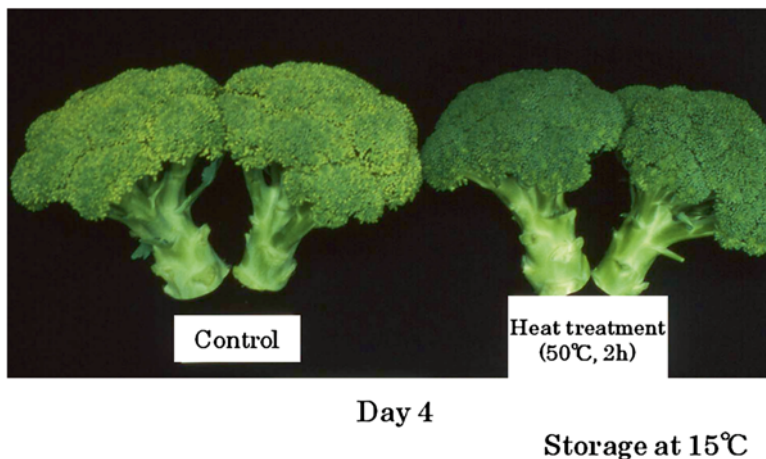 Control
Heat treatment
(50℃, 2h)
Day 4
Storage at 15℃